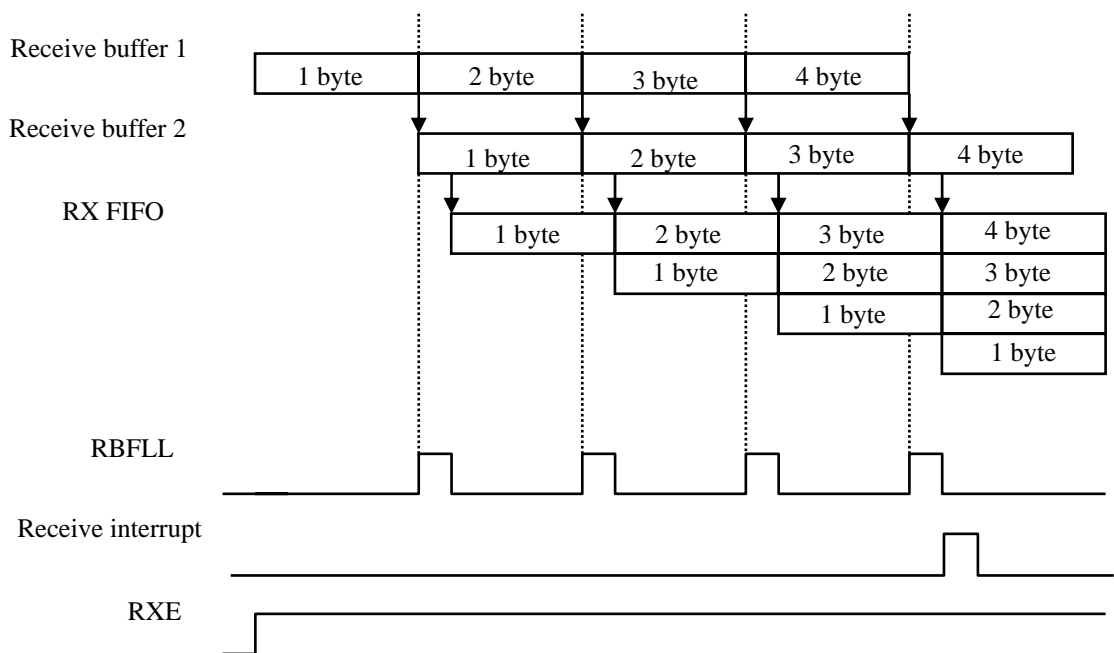 Receive buffer 1
1 byte 2 byte 3 byte 4 byte
Receive buffer 2
1 byte 2 byte 3 byte 4 byte
RX FIFO
1 byte 2 byte 3 byte 4 byte
1 byte 2 byte 3 byte
1 byte 2 byte
1 byte
RBFLL
Receive interrupt
RXE